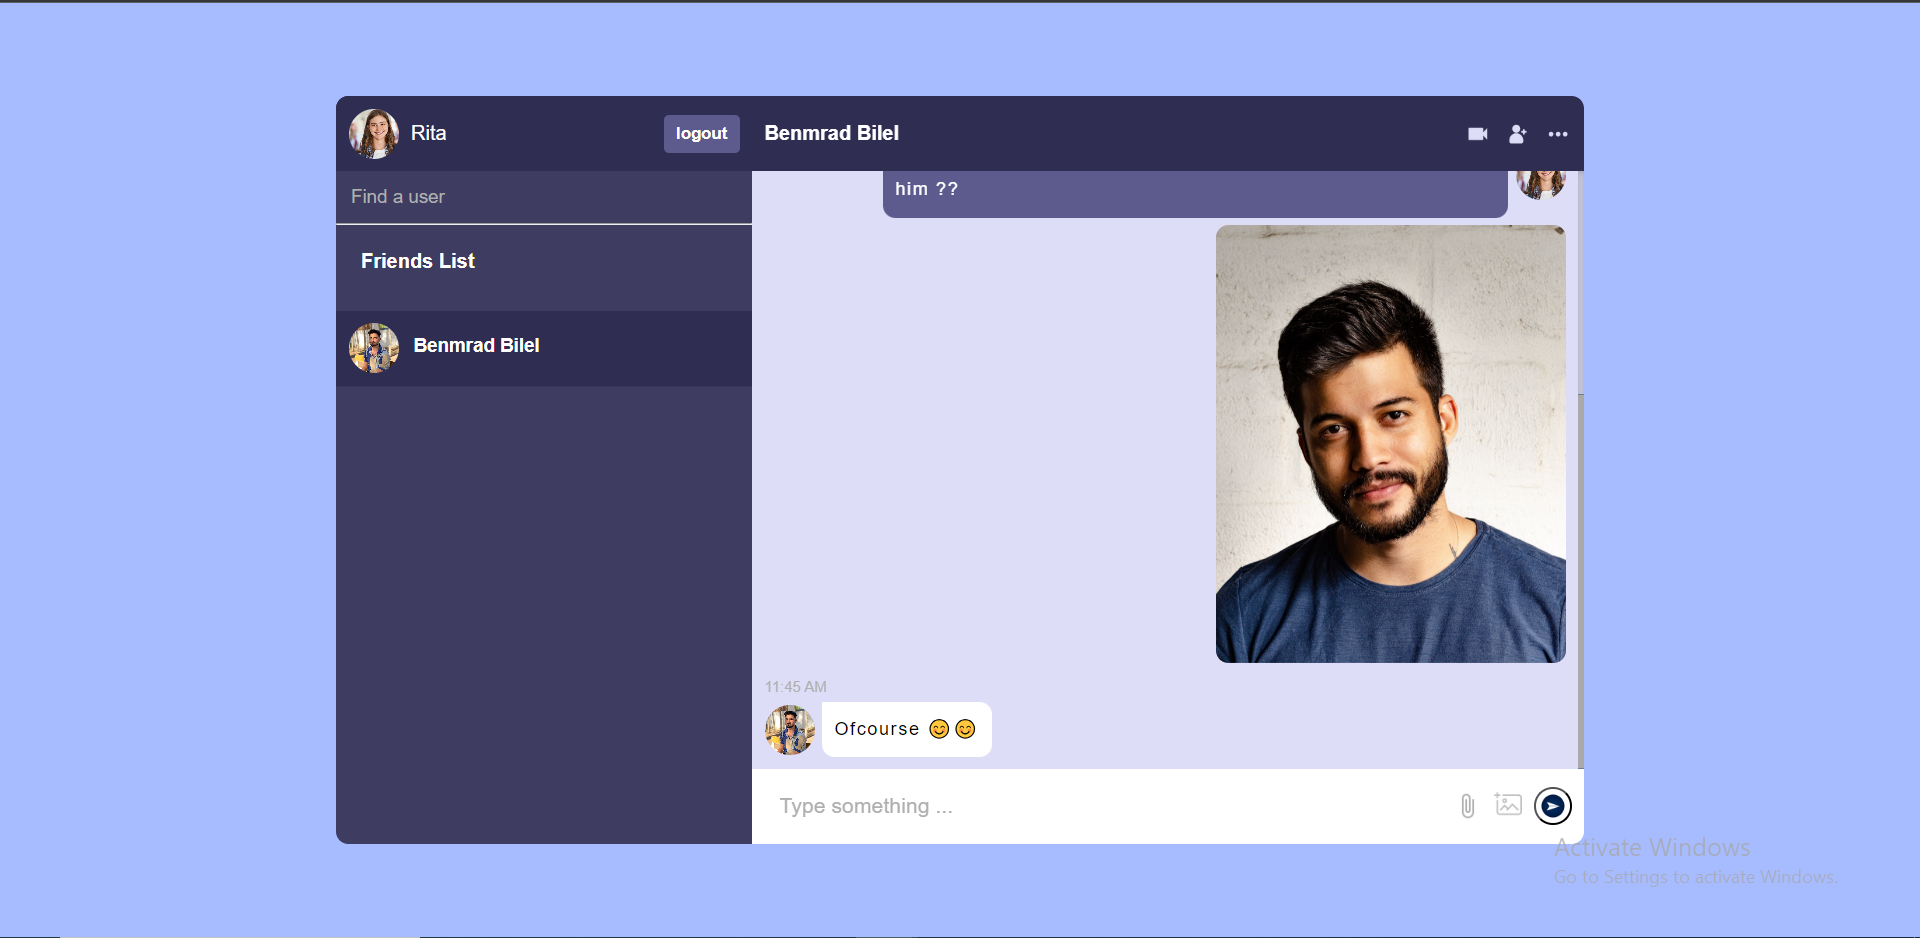 Rita
logout
Benmrad Bilel
Find a user
Friends List
Benmrad Bilel
him ??
11:45 AM
Ofcourse 😊😊
Type something ...
Activate Windows
Go to Settings to activate Windows.